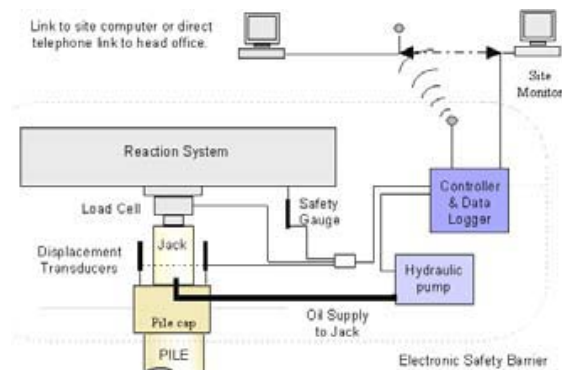 Link to site computer or direct
telephone link to head office.
Site
Monitor
Reaction System
Load Cell
Safety
Gauge
Controller
& Data
Logger
Displacement
Transducers
Jack
Hydraulic
pump
Pile cap
Oil Supply
to Jack
PILE
Electronic Safety Barrier